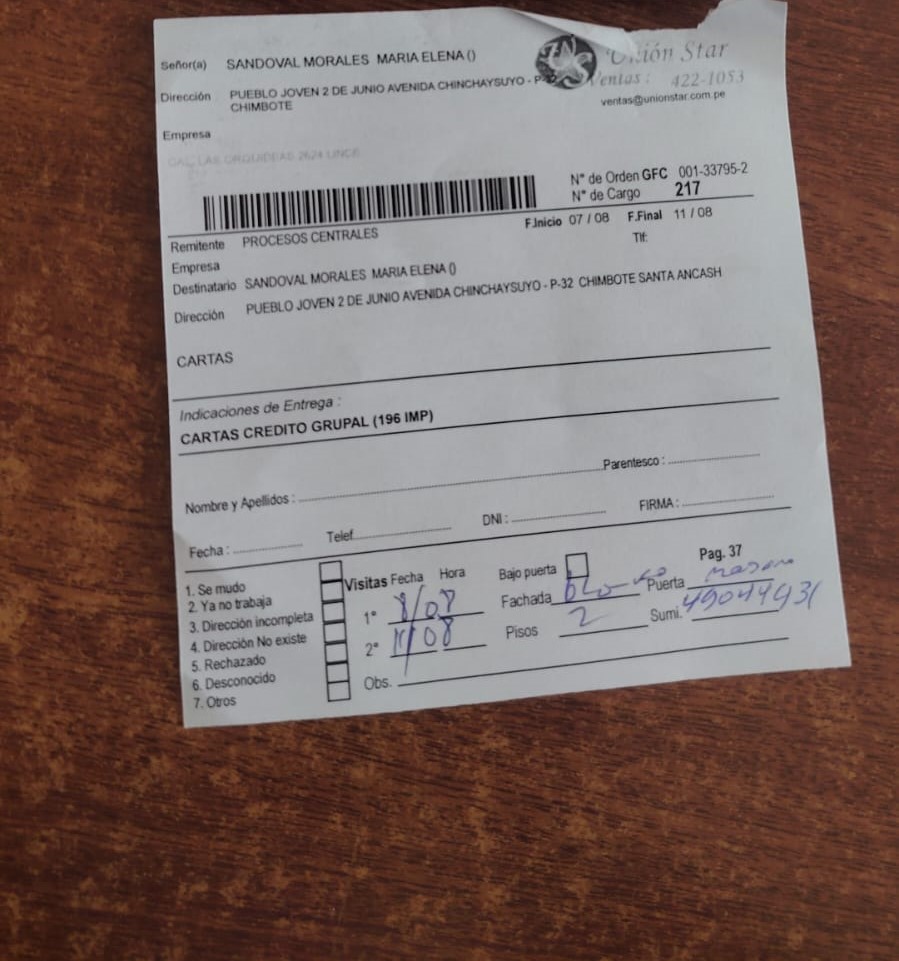 Unión Star
Señor(a) SANDOVAL MORALES MARIA ELENA ()
Ventas : 422-1053
Dirección PUEBLO JOVEN 2 DE JUNIO AVENIDA CHINCHAYSUYO - P-32
CHIMBOTE
ventas@unionstar.com.pe
Empresa
CAL. LAS ORQUIDEAS 2624 LINCE
N° de Orden GFC 001-33795-2
N° de Cargo 217
F.Inicio 07 / 08 F.Final 11 / 08
Remitente PROCESOS CENTRALES
Tlf:
Empresa
Destinatario SANDOVAL MORALES MARIA ELENA ()
Dirección PUEBLO JOVEN 2 DE JUNIO AVENIDA CHINCHAYSUYO - P-32 CHIMBOTE SANTA ANCASH
CARTAS
Indicaciones de Entrega :
CARTAS CREDITO GRUPAL (196 IMP)
Nombre y Apellidos : Parentesco :
Fecha : Telef DNI : FIRMA :
Pag. 37
1. Se mudo
2. Ya no trabaja
3. Dirección incompleta
4. Dirección No existe
5. Rechazado
6. Desconocido
7. Otros
Visitas Fecha Hora
1° 8/08
2° 11/08
Obs.
Bajo puerta
Fachada Puerta
Pisos 2 Sumi. 49044931